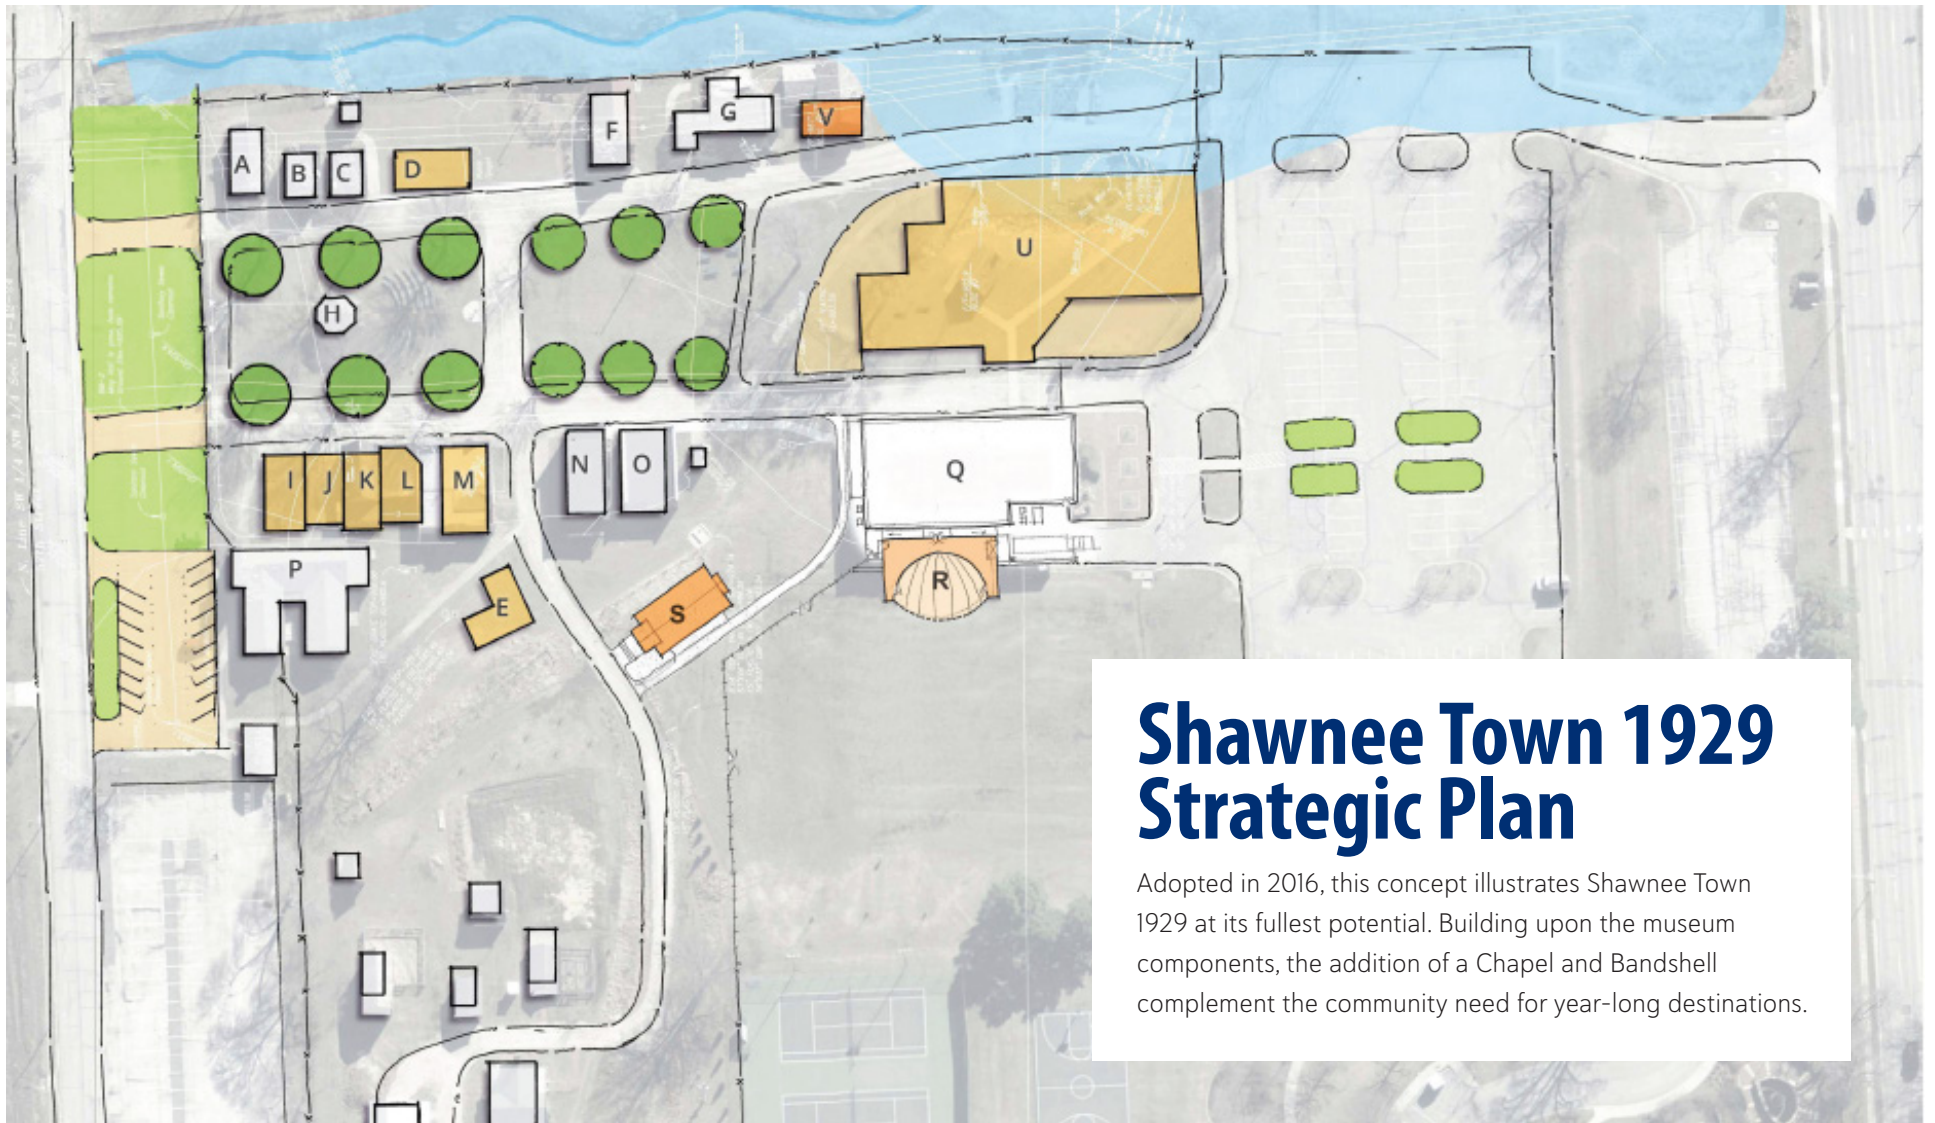 A
B
C
D
F
G
V
H
U
I
J
K
L
M
N
O
Q
P
E
S
R
Shawnee Town 1929
Strategic Plan
Adopted in 2016, this concept illustrates Shawnee Town
1929 at its fullest potential. Building upon the museum
components, the addition of a Chapel and Bandshell
complement the community need for year-long destinations.